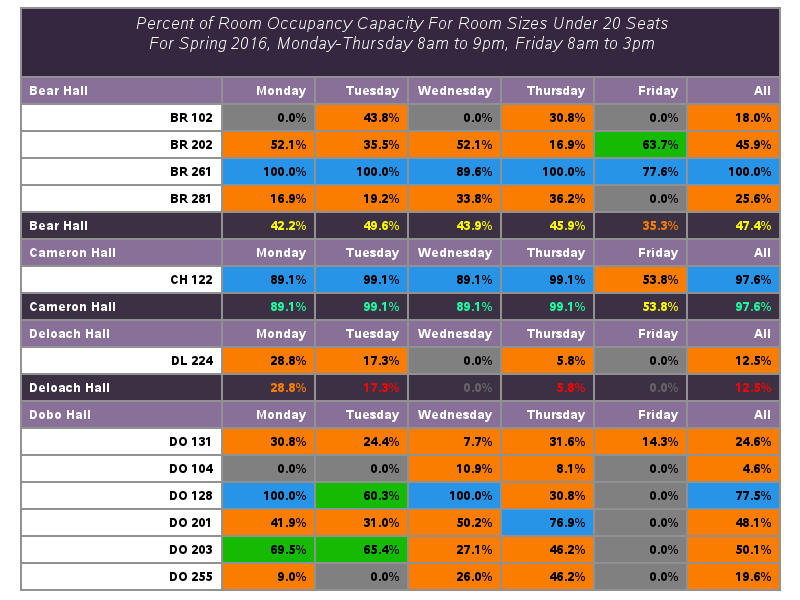 Percent of Room Occupancy Capacity For Room Sizes Under 20 Seats
For Spring 2016, Monday-Thursday 8am to 9pm, Friday 8am to 3pm
Bear Hall Monday Tuesday Wednesday Thursday Friday All
BR 102 0.0% 43.8% 0.0% 30.8% 0.0% 18.0%
BR 202 52.1% 35.5% 52.1% 16.9% 63.7% 45.9%
BR 261 100.0% 100.0% 89.6% 100.0% 77.6% 100.0%
BR 281 16.9% 19.2% 33.8% 36.2% 0.0% 25.6%
Bear Hall 42.2% 49.6% 43.9% 45.9% 35.3% 47.4%
Cameron Hall Monday Tuesday Wednesday Thursday Friday All
CH 122 89.1% 99.1% 89.1% 99.1% 53.8% 97.6%
Cameron Hall 89.1% 99.1% 89.1% 99.1% 53.8% 97.6%
Deloach Hall Monday Tuesday Wednesday Thursday Friday All
DL 224 28.8% 17.3% 0.0% 5.8% 0.0% 12.5%
Deloach Hall 28.8% 17.3% 0.0% 5.8% 0.0% 12.5%
Dobo Hall Monday Tuesday Wednesday Thursday Friday All
DO 131 30.8% 24.4% 7.7% 31.6% 14.3% 24.6%
DO 104 0.0% 0.0% 10.9% 8.1% 0.0% 4.6%
DO 128 100.0% 60.3% 100.0% 30.8% 0.0% 77.5%
DO 201 41.9% 31.0% 50.2% 76.9% 0.0% 48.1%
DO 203 69.5% 65.4% 27.1% 46.2% 0.0% 50.1%
DO 255 9.0% 0.0% 26.0% 46.2% 0.0% 19.6%